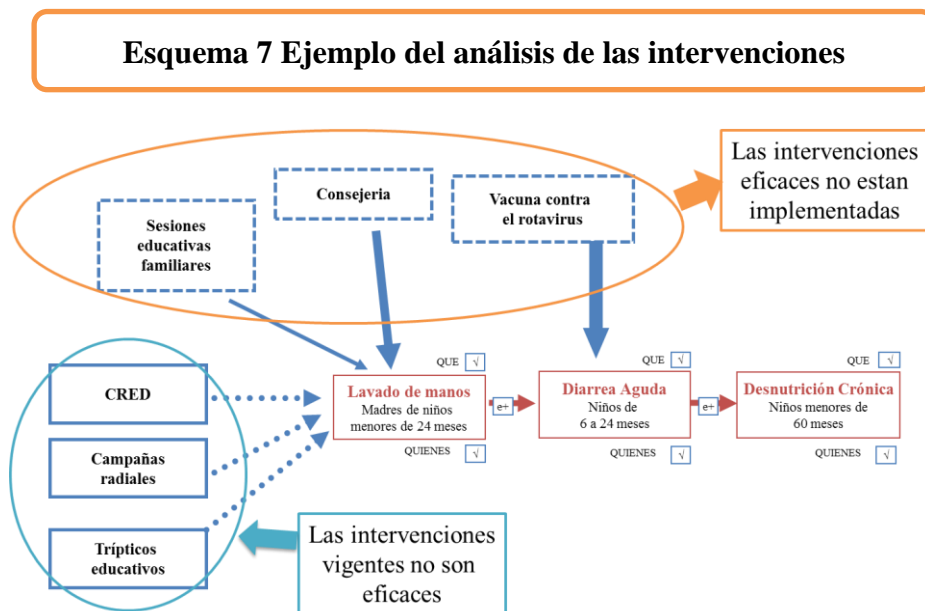 Esquema 7 Ejemplo del análisis de las intervenciones
Las intervenciones
eficaces no estan
implementadas
Consejeria
Vacuna contra
el rotavirus
Sesiones
educativas
familiares
QUE √
QUE √
QUE √
CRED
Lavado de manos
Madres de niños
menores de 24 meses
e+
Diarrea Aguda
Niños de
6 a 24 meses
e+
Desnutrición Crónica
Niños menores de
60 meses
QUIENES √
QUIENES √
QUIENES √
Campañas
radiales
Trípticos
educativos
Las intervenciones
vigentes no son
eficaces